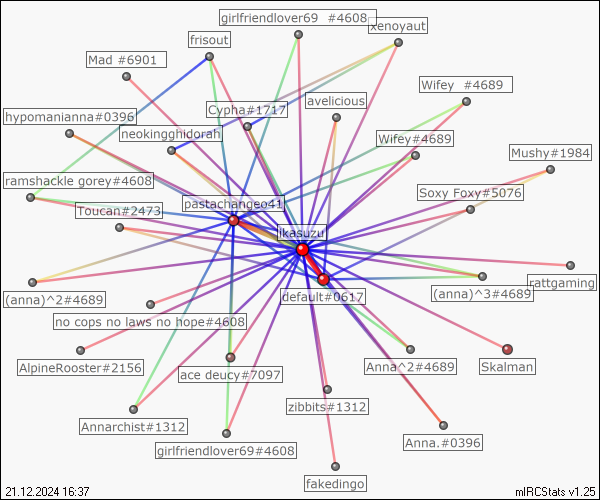 girlfriendlover69 #4608
xenoyaut
frisout
Mad #6901
Wifey #4689
Cypha#1717
avelicious
hypomanianna#0396
neokingghidorah
Wifey#4689
Mushy#1984
ramshackle gorey#4608
Soxy Foxy#5076
pastachangeo41
Toucan#2473
ikasuzu
rattgaming
(anna)^2#4689
default#0617
(anna)^3#4689
no cops no laws no hope#4608
AlpineRooster#2156
ace deucy#7097
Anna^2#4689
Skalman
zibbits#1312
Annarchist#1312
Anna.#0396
girlfriendlover69#4608
fakedingo
21.12.2024 16:37
mIRCStats v1.25